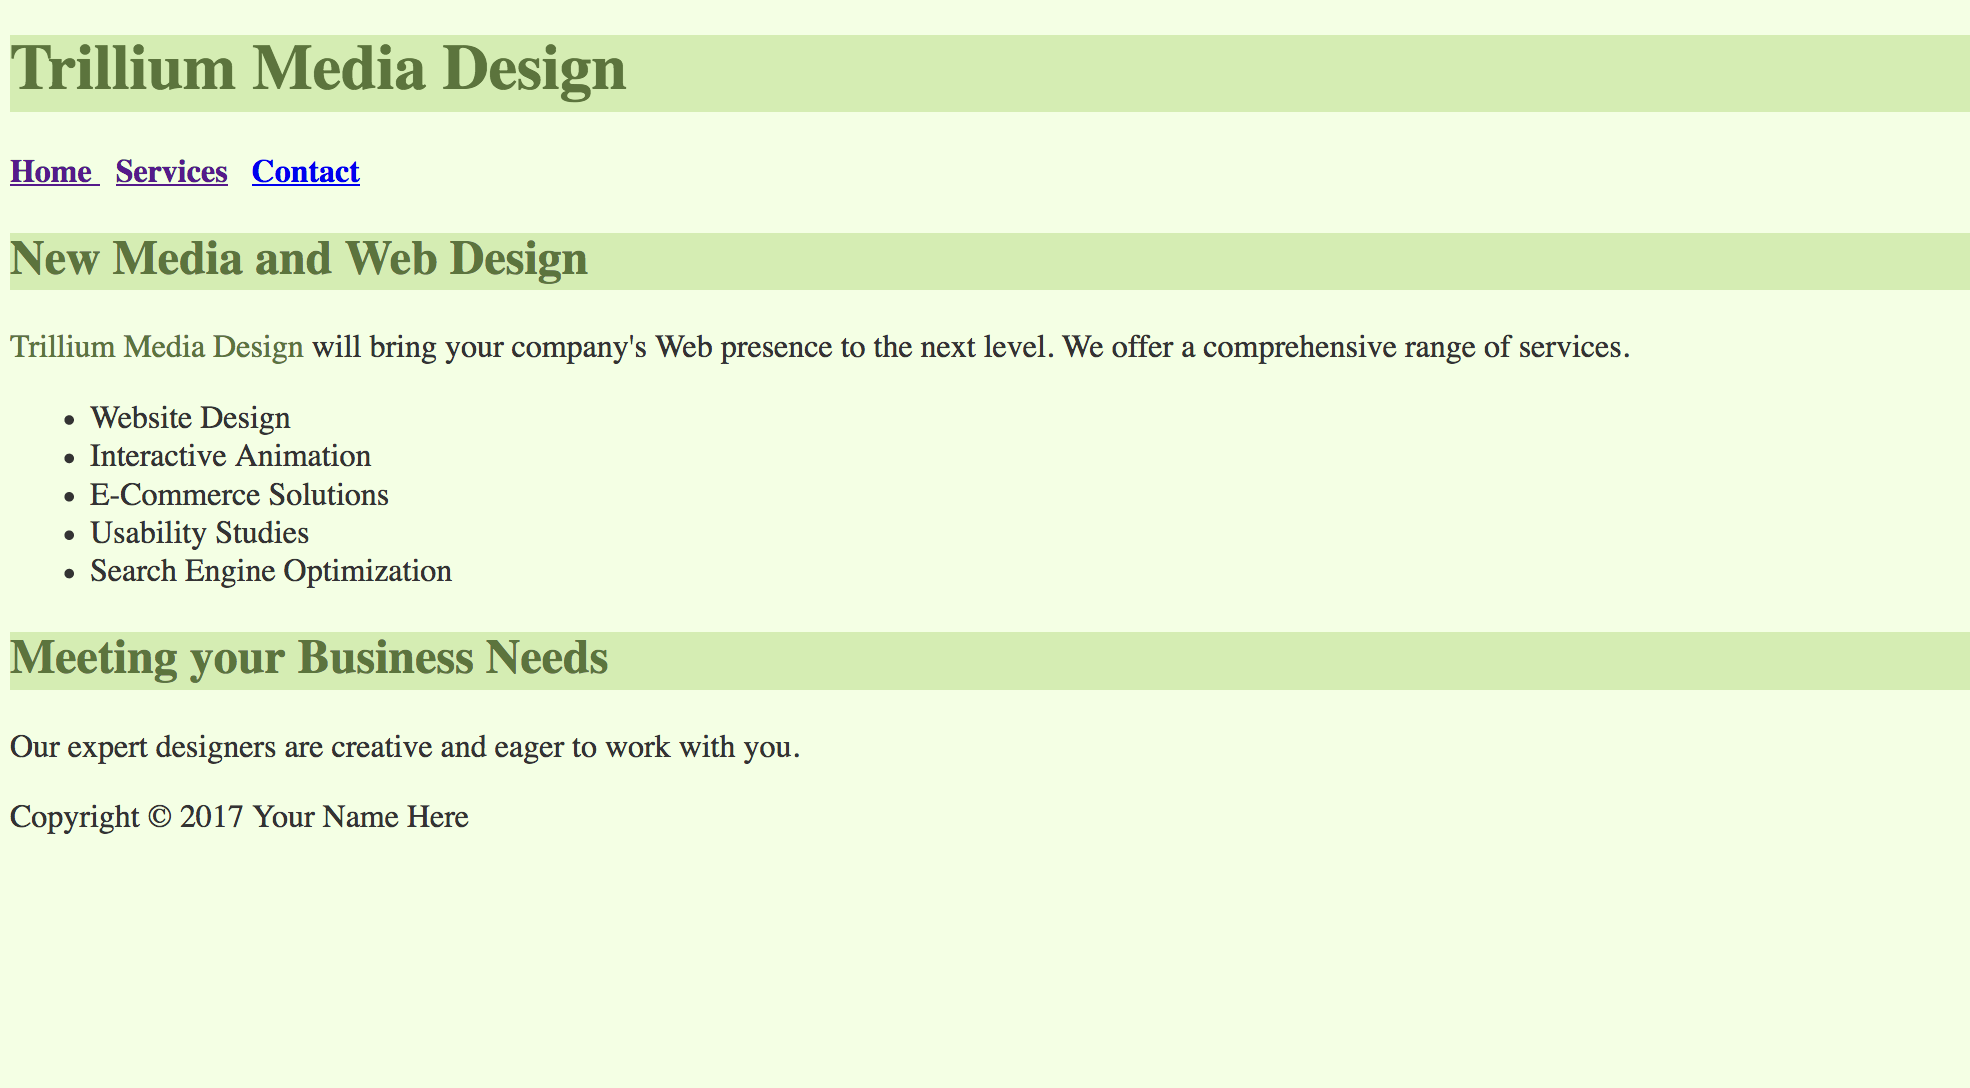 Trillium Media Design
Home Services Contact
New Media and Web Design
Trillium Media Design will bring your company's Web presence to the next level. We offer a comprehensive range of services.
• Website Design
• Interactive Animation
• E-Commerce Solutions
• Usability Studies
• Search Engine Optimization
Meeting your Business Needs
Our expert designers are creative and eager to work with you.
Copyright © 2017 Your Name Here